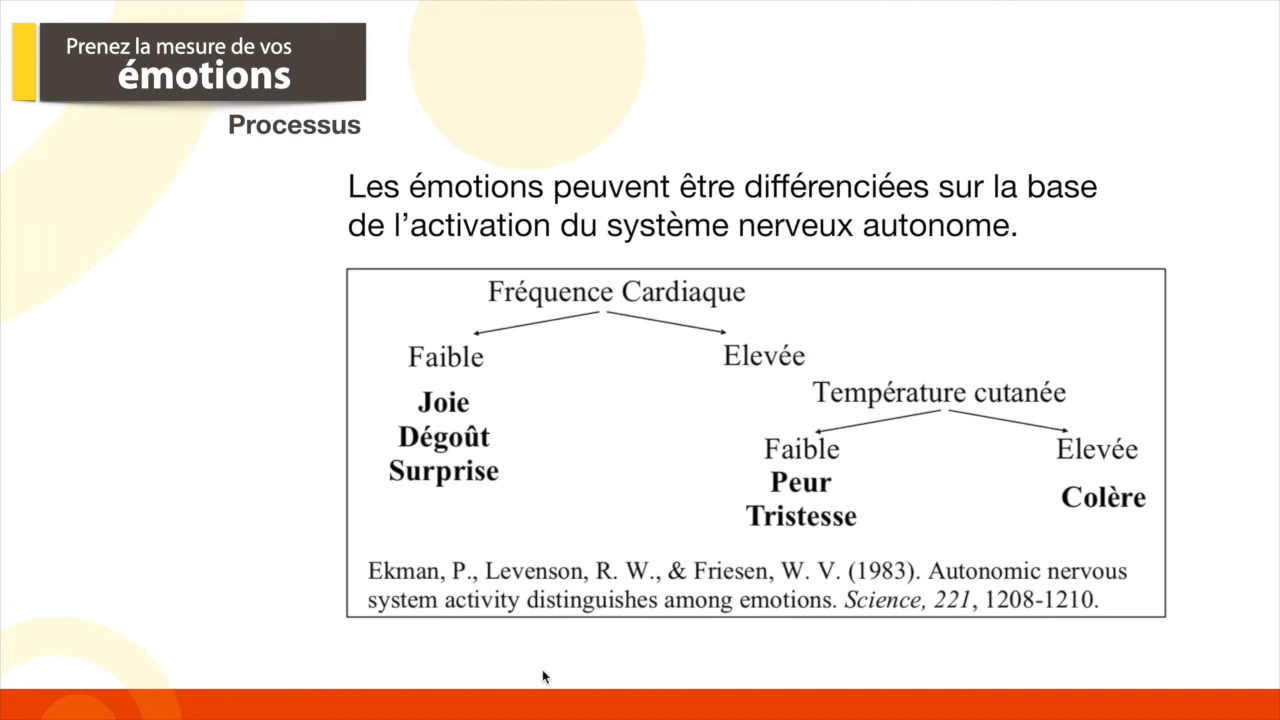 Prenez la mesure de vos
émotions
Processus
Les émotions peuvent être différenciées sur la base
de l’activation du système nerveux autonome.
Fréquence Cardiaque
Faible
Elevée
Joie
Dégoût
Surprise
Température cutanée
Faible
Elevée
Peur
Tristesse
Colère
Ekman, P., Levenson, R. W., & Friesen, W. V. (1983). Autonomic nervous
system activity distinguishes among emotions. Science, 221, 1208-1210.